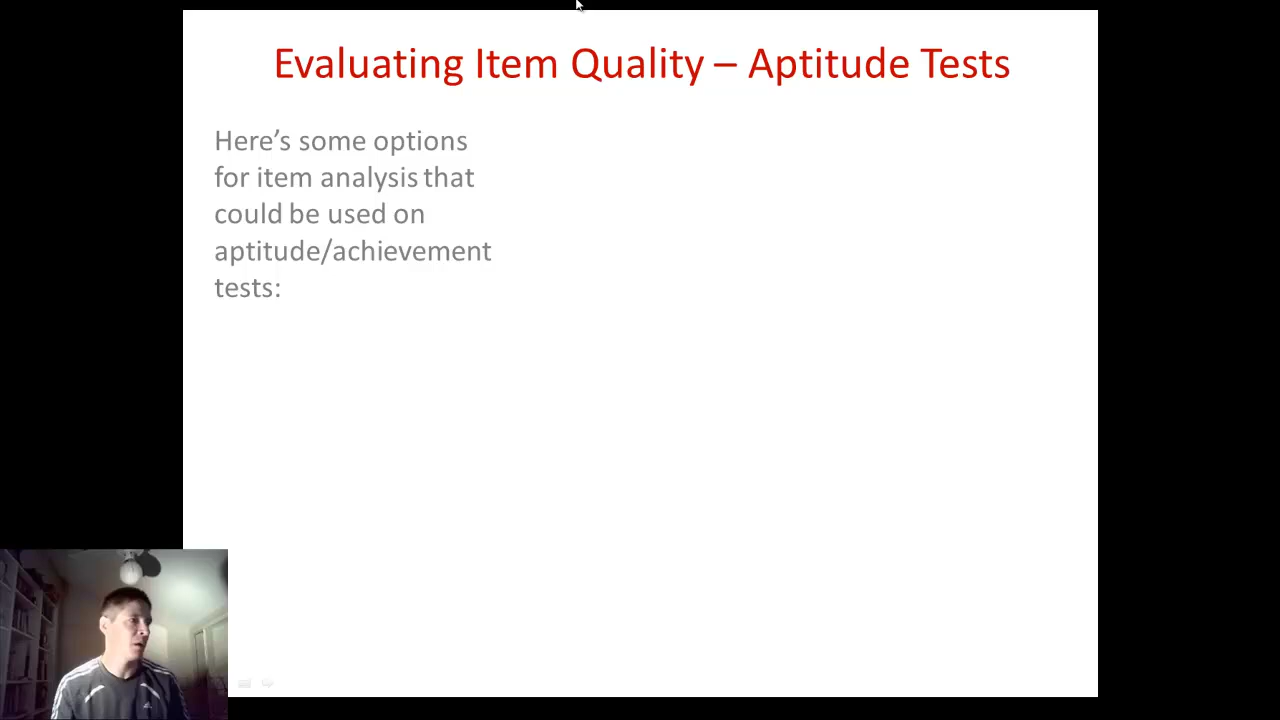 Evaluating Item Quality – Aptitude Tests
Here’s some options
for item analysis that
could be used on
aptitude/achievement
tests: